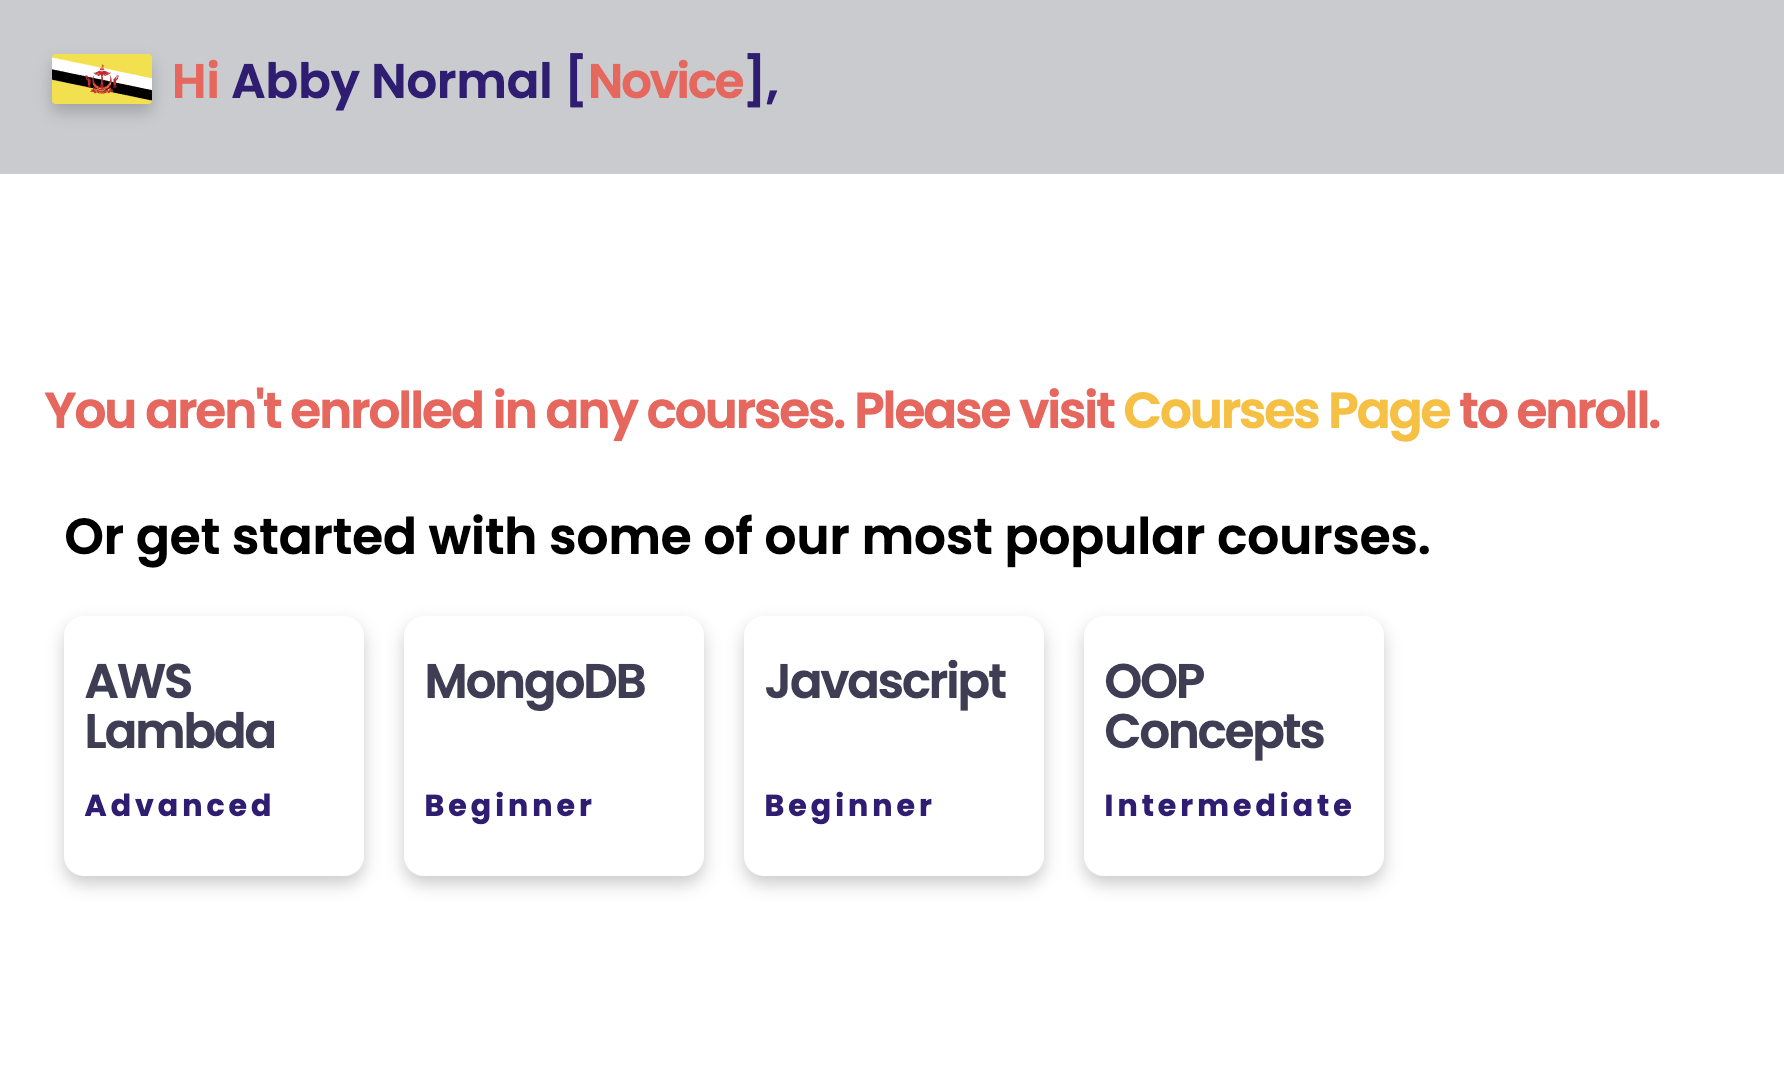 Hi Abby Normal [Novice],
You aren't enrolled in any courses. Please visit Courses Page to enroll.
Or get started with some of our most popular courses.
AWS
Lambda
Advanced
MongoDB
Beginner
Javascript
Beginner
OOP
Concepts
Intermediate